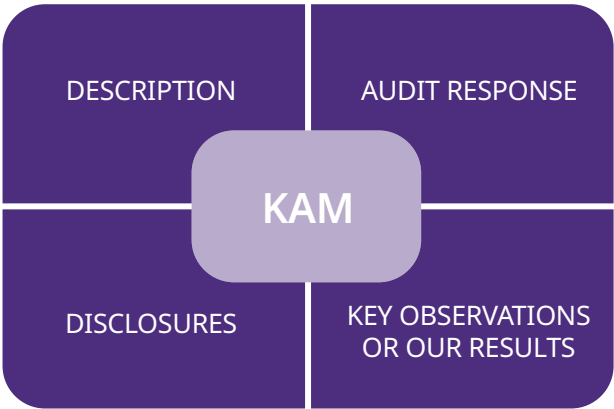 DESCRIPTION
AUDIT RESPONSE
KAM
DISCLOSURES
KEY OBSERVATIONS
OR OUR RESULTS